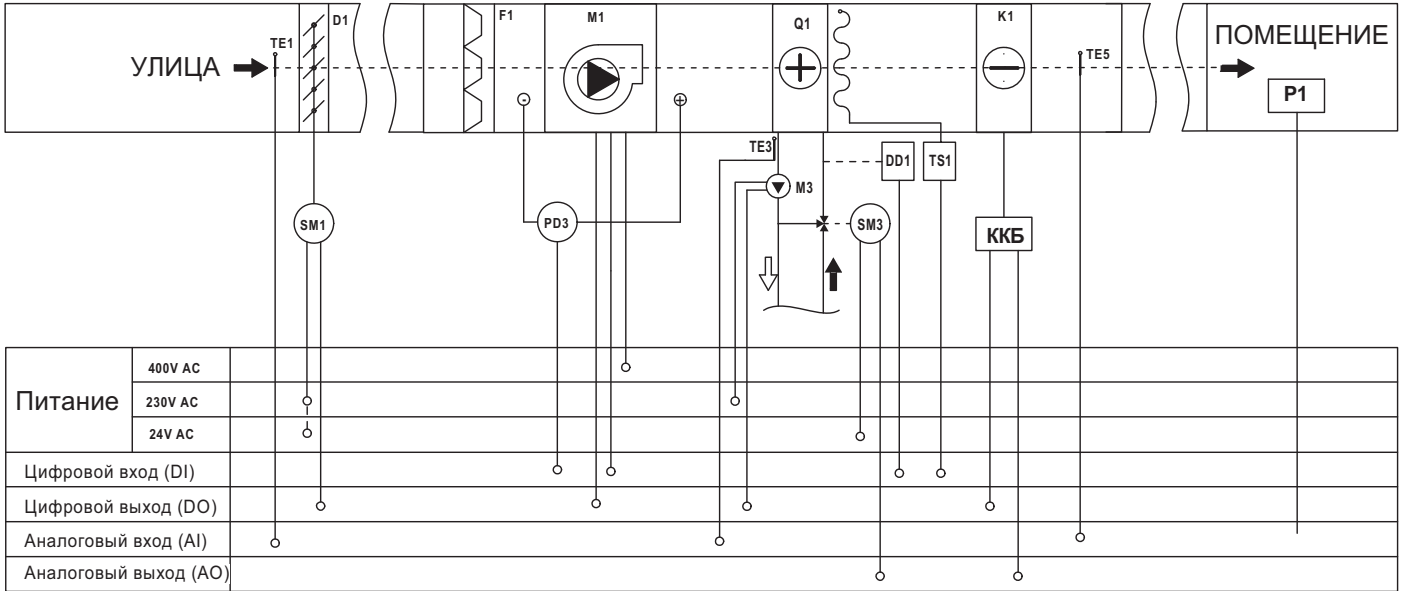 D1
F1
M1
Q1
K1
TE1
УЛИЦА
TE5
ПОМЕЩЕНИЕ
P1
-
+
TE3
DD1
TS1
M3
SM1
PD3
SM3
ККБ
Питание
400V AC
230V AC
24V AC
Цифровой вход (DI)
Цифровой выход (DO)
Аналоговый вход (AI)
Аналоговый выход (AO)